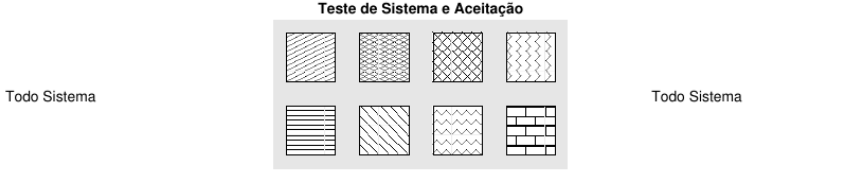 Teste de Sistema e Aceitação
Todo Sistema
Todo Sistema